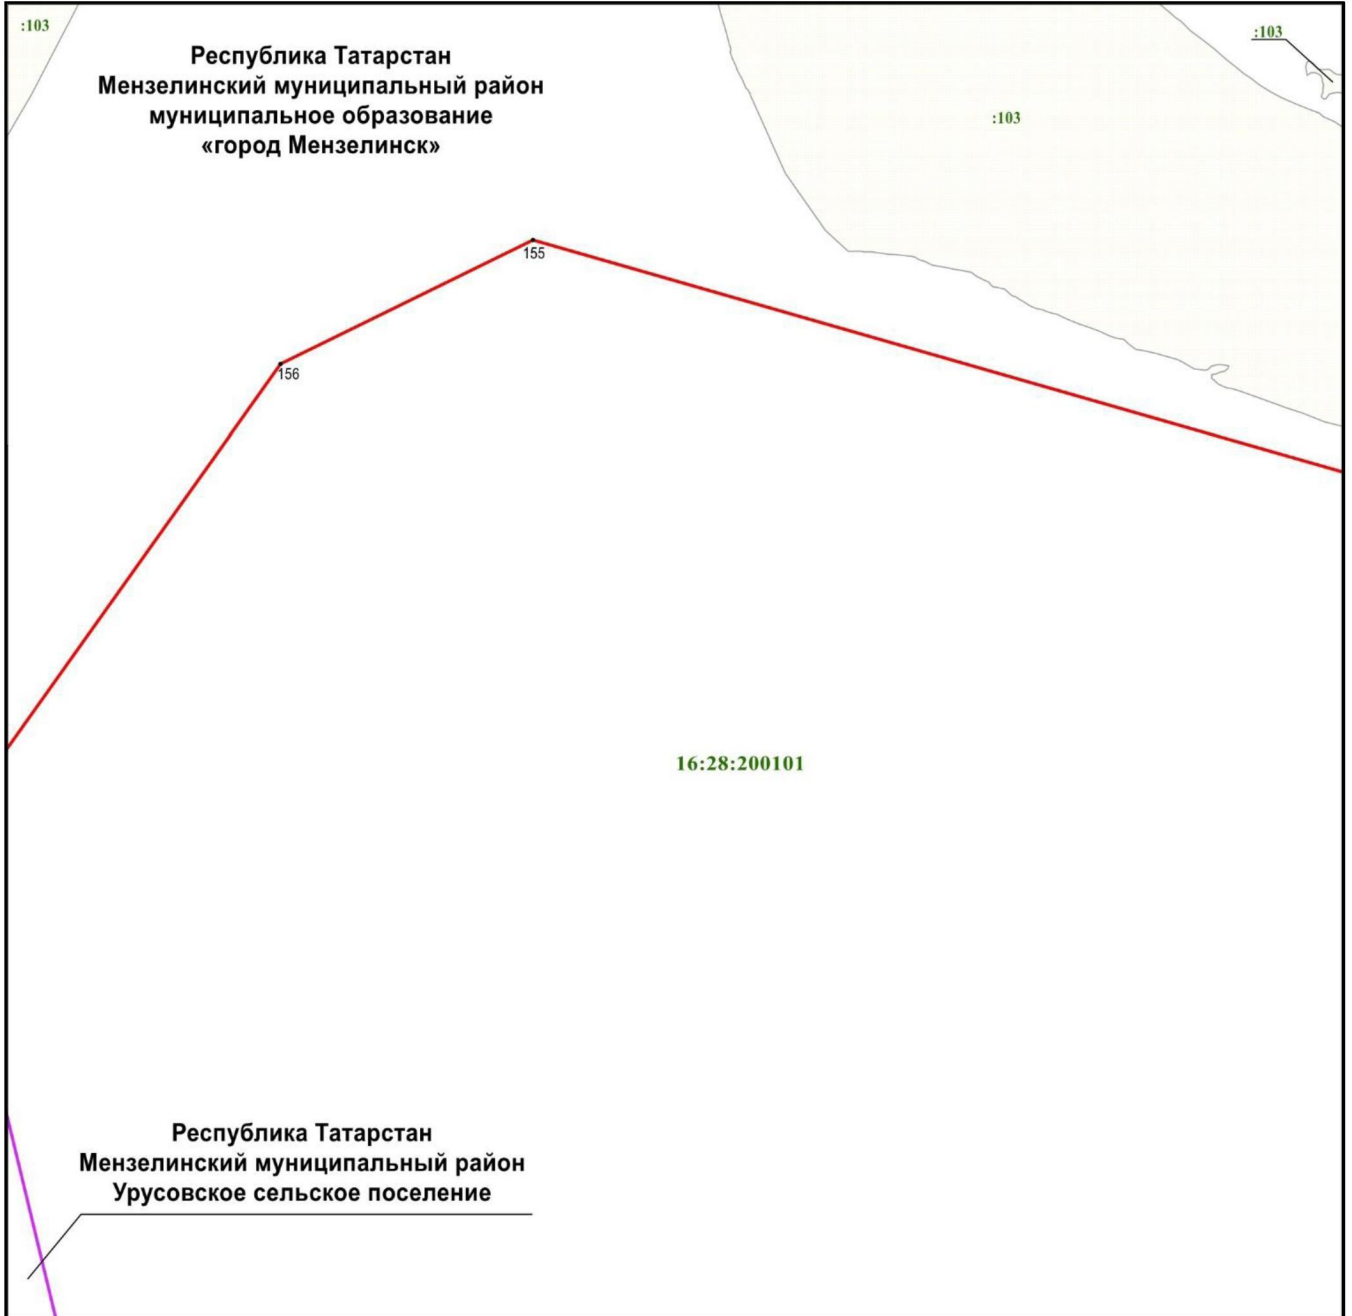 :103
Республика Татарстан
Мензелинский муниципальный район
муниципальное образование
«город Мензелинск»
:103
:103
155
156
16:28:200101
Республика Татарстан
Мензелинский муниципальный район
Урусовское сельское поселение